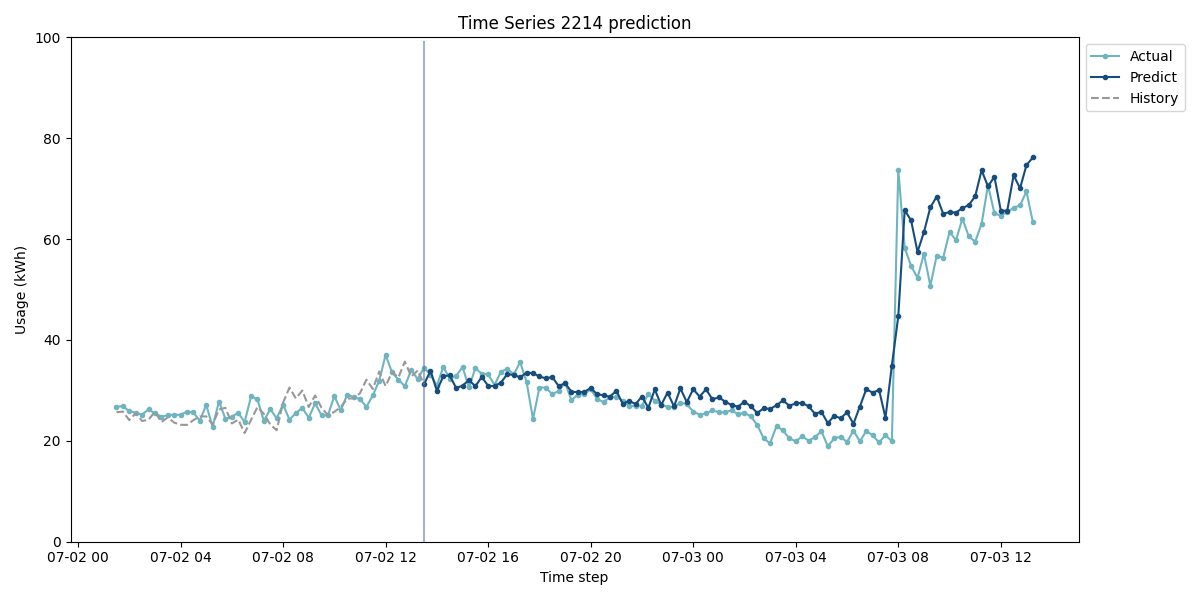 Time Series 2214 prediction
100
80
60
40
20
0
Usage (kWh)
07-02 00
07-02 04
07-02 08
07-02 12
07-02 16
07-02 20
07-03 00
07-03 04
07-03 08
07-03 12
Time step
Actual
Predict
History